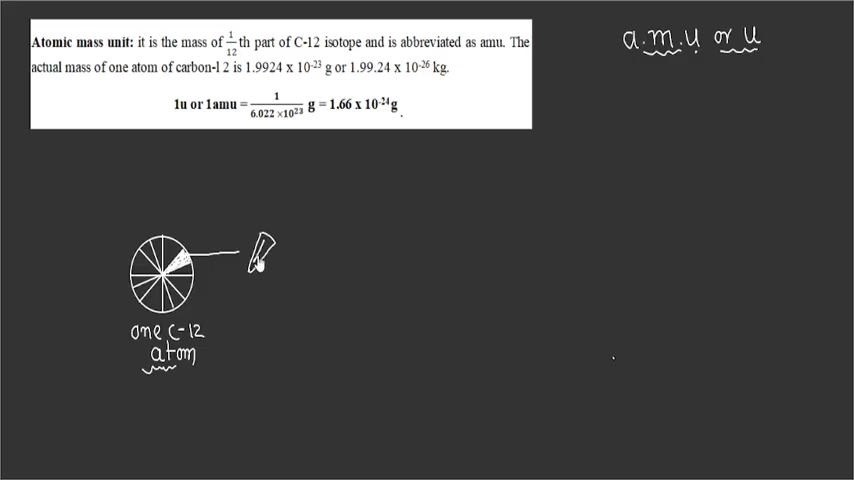 Atomic mass unit: it is the mass of 1/12 th part of C-12 isotope and is abbreviated as amu. The
actual mass of one atom of carbon-l 2 is 1.9924 x 10⁻²³ g or 1.99.24 x 10⁻²⁶ kg.
1u or 1amu = 1/6.022 ×10²³ g = 1.66 x 10⁻²⁴g .
a.m.u or u
one C-12
atom